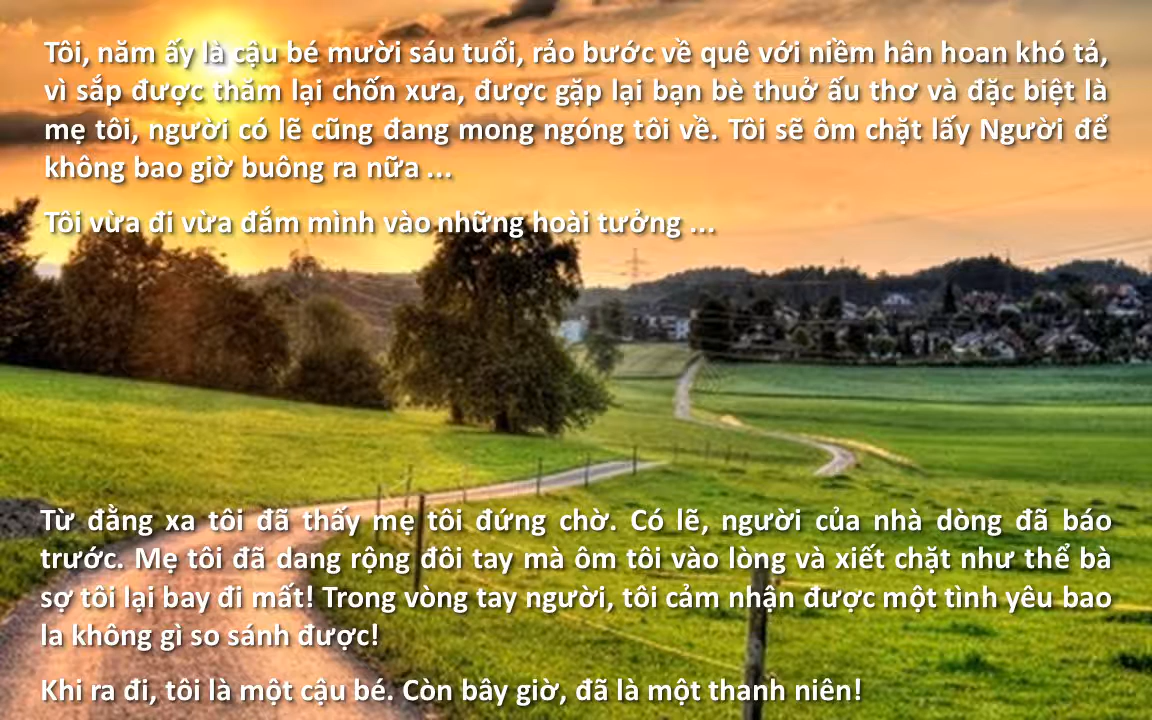 Tôi, năm ấy là cậu bé mười sáu tuổi, rảo bước về quê với niềm hân hoan khó tả,
vì sắp được thăm lại chốn xưa, được gặp lại bạn bè thuở ấu thơ và đặc biệt là
mẹ tôi, người có lẽ cũng đang mong ngóng tôi về. Tôi sẽ ôm chặt lấy Người để
không bao giờ buông ra nữa ...
Tôi vừa đi vừa đắm mình vào những hoài tưởng ...
Từ đằng xa tôi đã thấy mẹ tôi đứng chờ. Có lẽ, người của nhà dòng đã báo
trước. Mẹ tôi đã dang rộng đôi tay mà ôm tôi vào lòng và xiết chặt như thể bà
sợ tôi lại bay đi mất! Trong vòng tay người, tôi cảm nhận được một tình yêu bao
la không gì so sánh được!
Khi ra đi, tôi là một cậu bé. Còn bây giờ, đã là một thanh niên!